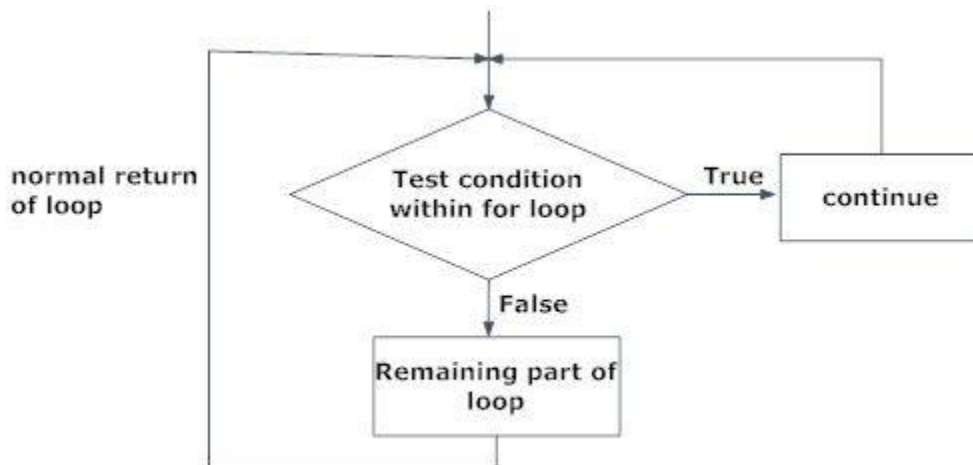 normal return
of loop
Test condition
within for loop
True
continue
False
Remaining part of
loop